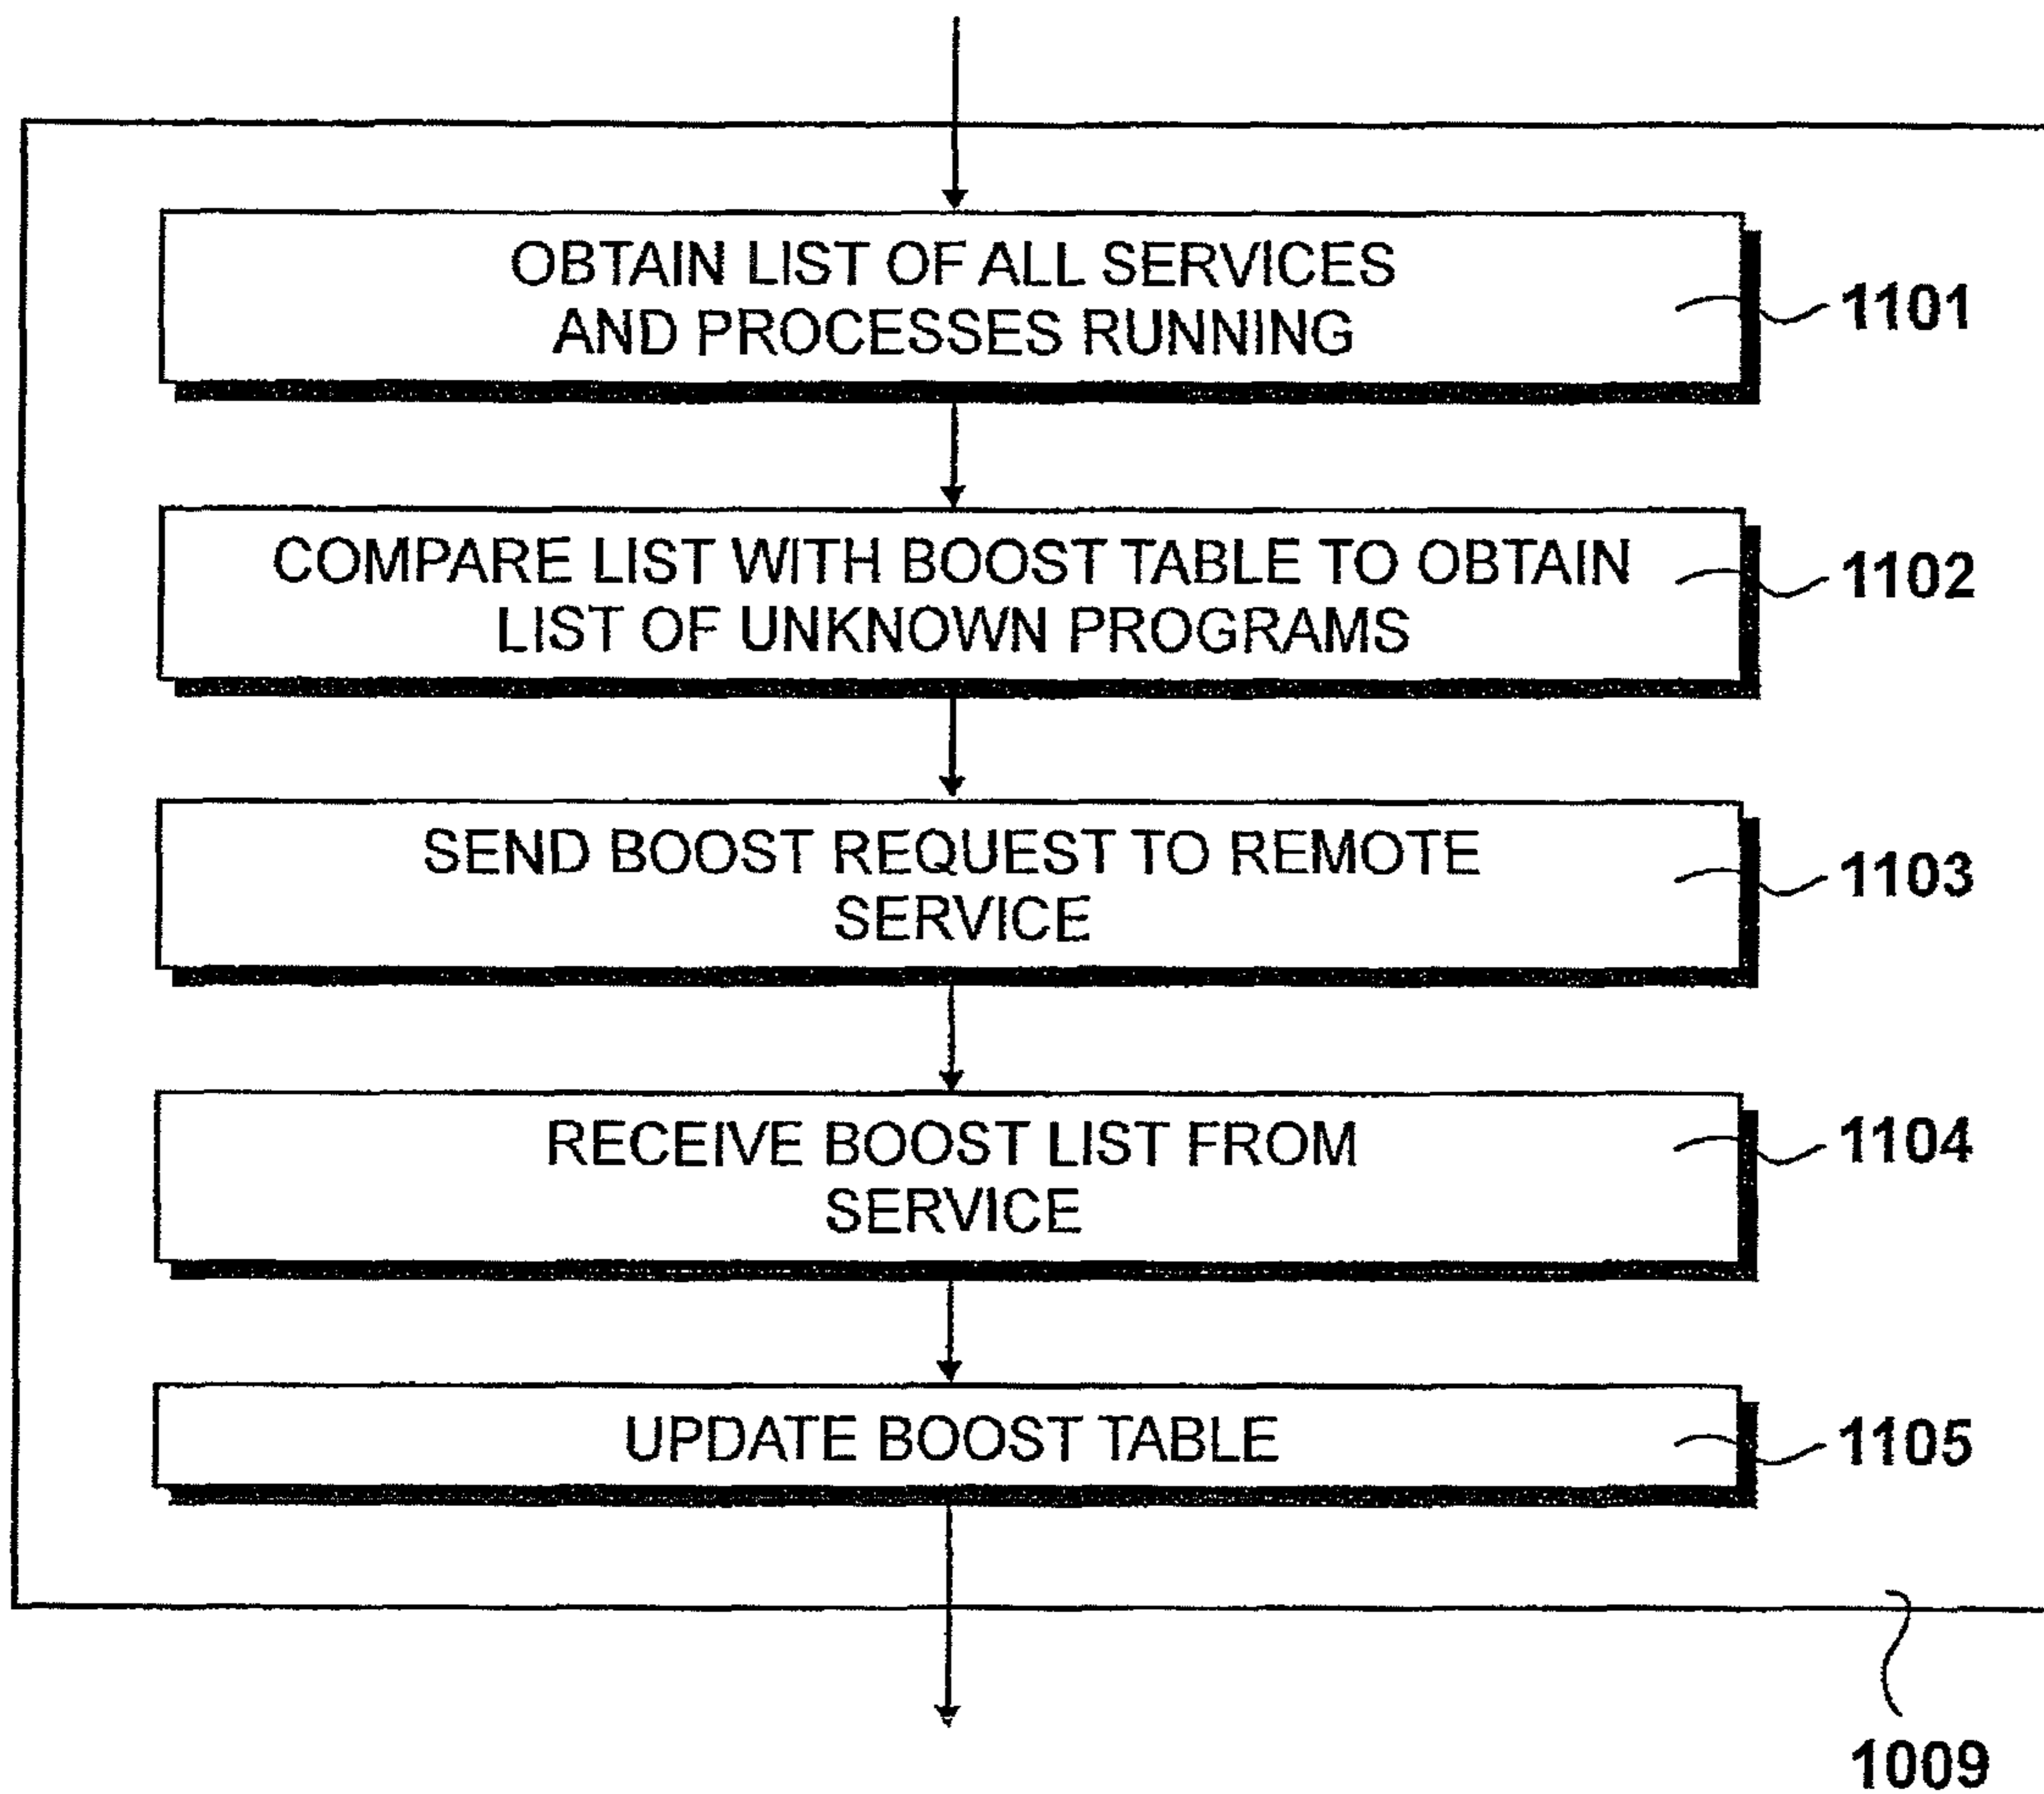 OBTAIN LIST OF ALL SERVICES
AND PROCESSES RUNNING
1101
COMPARE LIST WITH BOOST TABLE TO OBTAIN
LIST OF UNKNOWN PROGRAMS
1102
SEND BOOST REQUEST TO REMOTE
SERVICE
1103
RECEIVE BOOST LIST FROM
SERVICE
1104
UPDATE BOOST TABLE
1105
1009